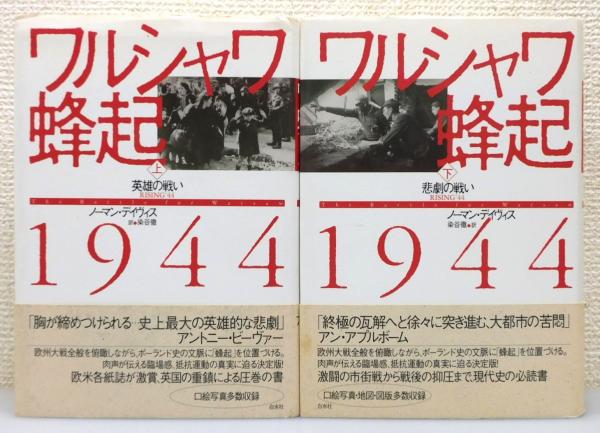 ワルシャワ
蜂起
上
英雄の戦い
RISING '44
The Battle for Warsaw
ノーマン・デイヴィス
訳●染谷徹
1944
「胸が締めつけられる…史上最大の英雄的な悲劇」
アントニー・ビーヴァー
欧州大戦全般を俯瞰しながら、ポーランド史の文脈に「蜂起」を位置づける。
肉声が伝える臨場感、抵抗運動の真実に迫る決定版!
欧米各紙誌が激賞、英国の重鎮による圧巻の書
口絵写真多数収録
白水社
ワルシャワ
蜂起
下
悲劇の戦い
RISING '44
The Battle for Warsaw
ノーマン・デイヴィス
染谷徹●訳
1944
「終極の瓦解へと徐々に突き進む、大都市の苦悶」
アン・アプルボーム
欧州大戦全般を俯瞰しながら、ポーランド史の文脈に「蜂起」を位置づける。
肉声が伝える臨場感、抵抗運動の真実に迫る決定版!
激闘の市街戦から戦後の抑圧まで、現代史の必読書
口絵写真・地図・図版多数収録
白水社